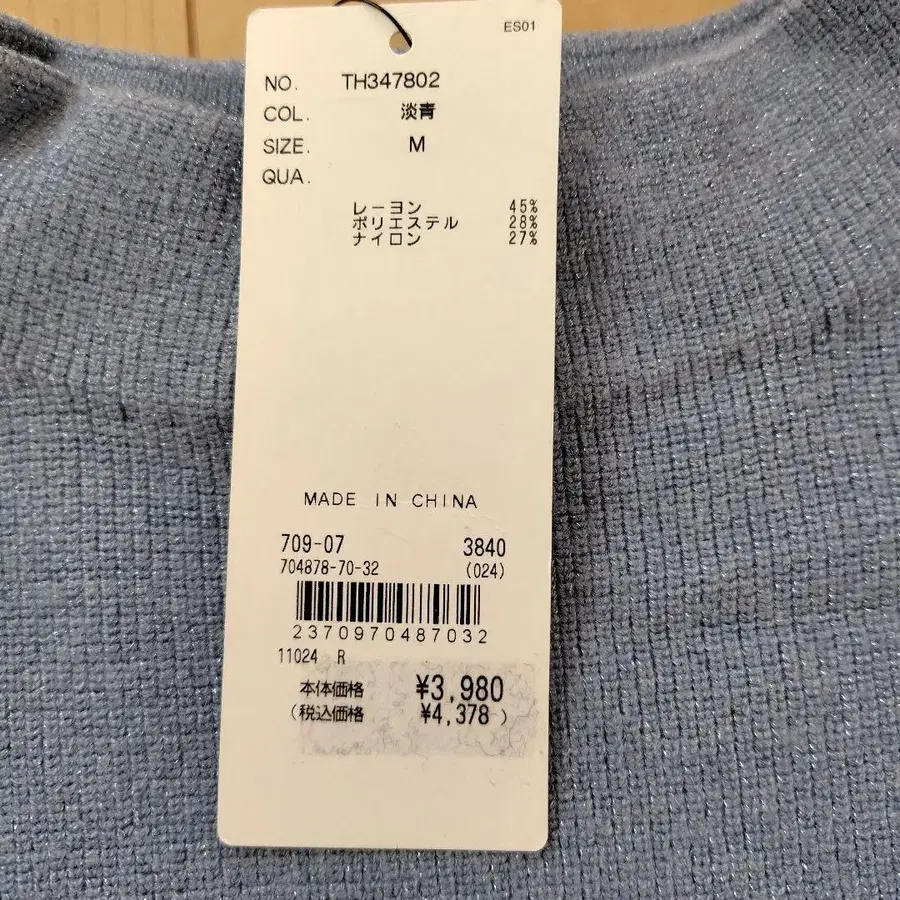 ES01
NO. TH347802
COL. 淡青
SIZE. M
QUA.
レーヨン 45%
ポリエステル 28%
ナイロン 27%
MADE IN CHINA
709-07 3840
704878-70-32 (024)
2370970487032
11024 R
本体価格 ¥3,980
(税込価格 ¥4,378)